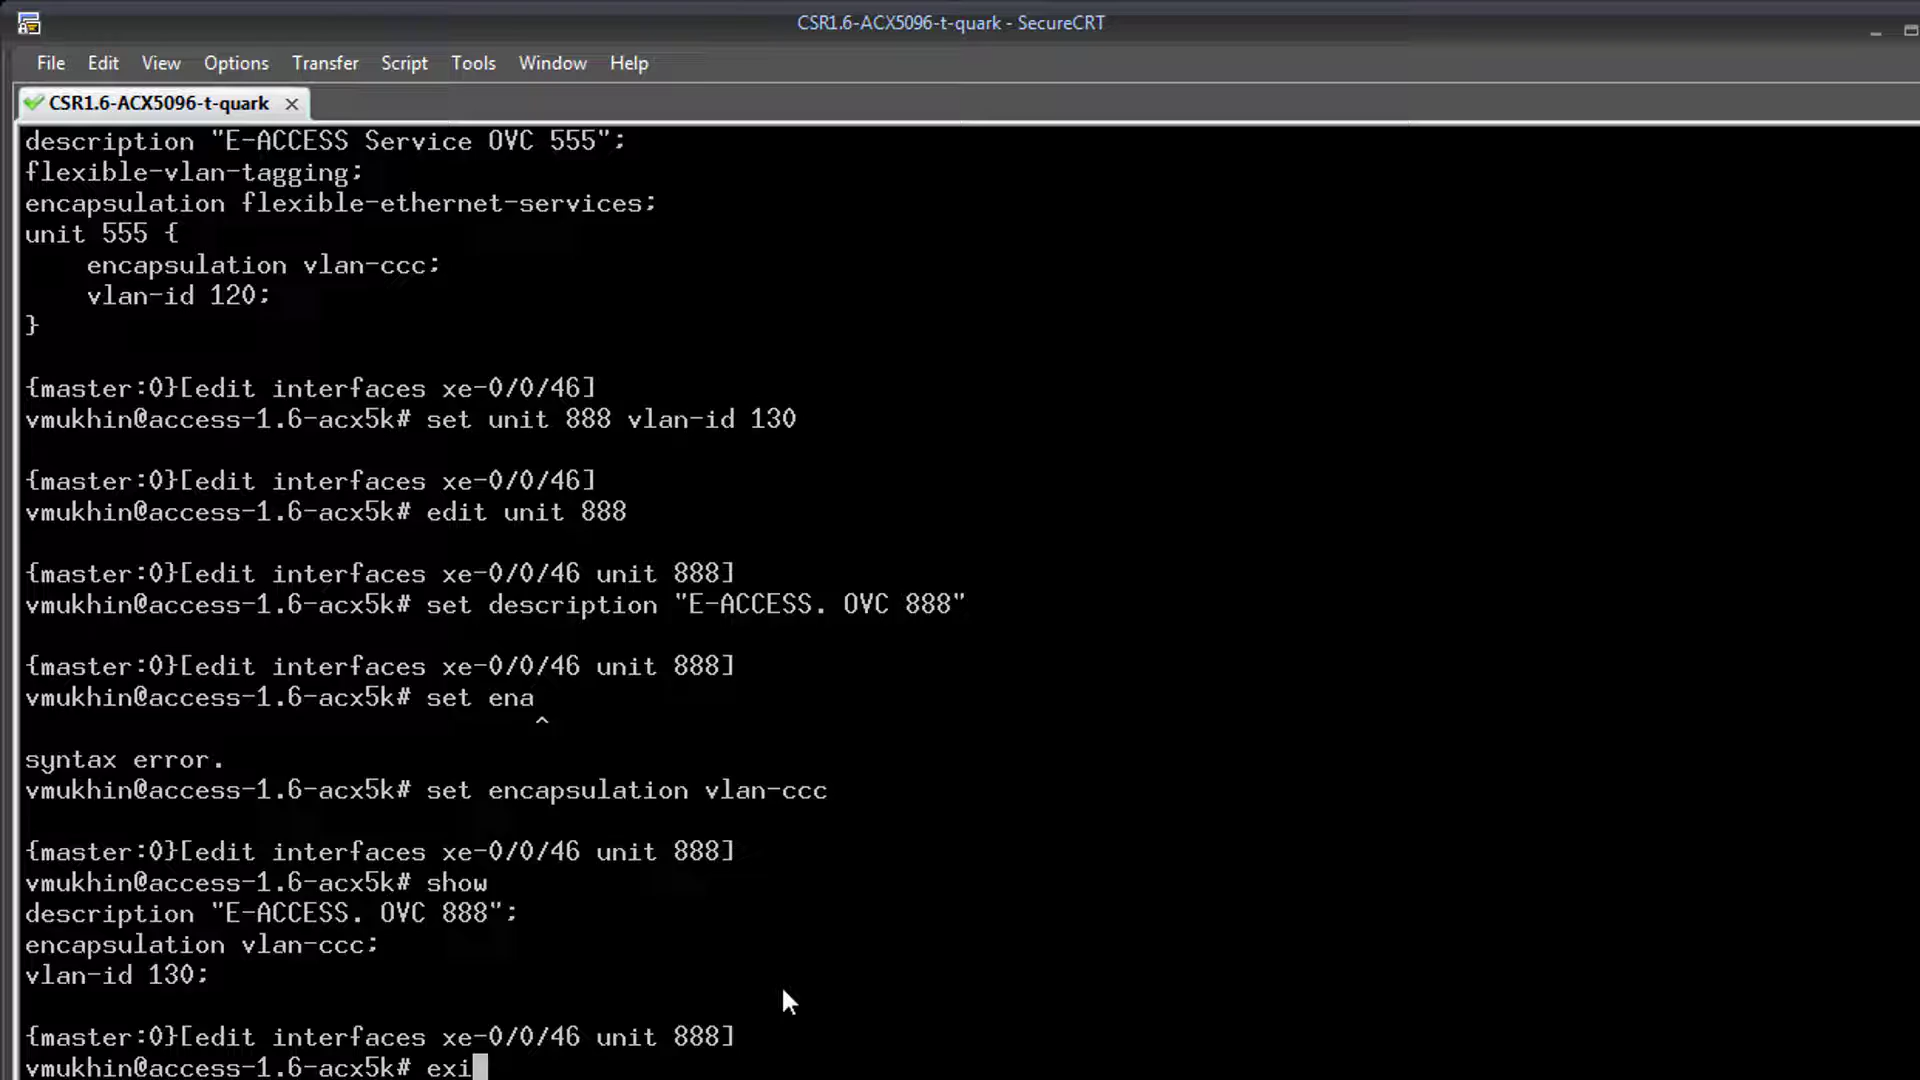 CSR1.6-ACX5096-t-quark - SecureCRT
File Edit View Options Transfer Script Tools Window Help
CSR1.6-ACX5096-t-quark
description "E-ACCESS Service OVC 555";
flexible-vlan-tagging;
encapsulation flexible-ethernet-services;
unit 555 {
    encapsulation vlan-ccc;
    vlan-id 120;
}
{master:0}[edit interfaces xe-0/0/46]
vmukhin@access-1.6-acx5k# set unit 888 vlan-id 130
{master:0}[edit interfaces xe-0/0/46]
vmukhin@access-1.6-acx5k# edit unit 888
{master:0}[edit interfaces xe-0/0/46 unit 888]
vmukhin@access-1.6-acx5k# set description "E-ACCESS. OVC 888"
{master:0}[edit interfaces xe-0/0/46 unit 888]
vmukhin@access-1.6-acx5k# set ena
^
syntax error.
vmukhin@access-1.6-acx5k# set encapsulation vlan-ccc
{master:0}[edit interfaces xe-0/0/46 unit 888]
vmukhin@access-1.6-acx5k# show
description "E-ACCESS. OVC 888";
encapsulation vlan-ccc;
vlan-id 130;
{master:0}[edit interfaces xe-0/0/46 unit 888]
vmukhin@access-1.6-acx5k# exi